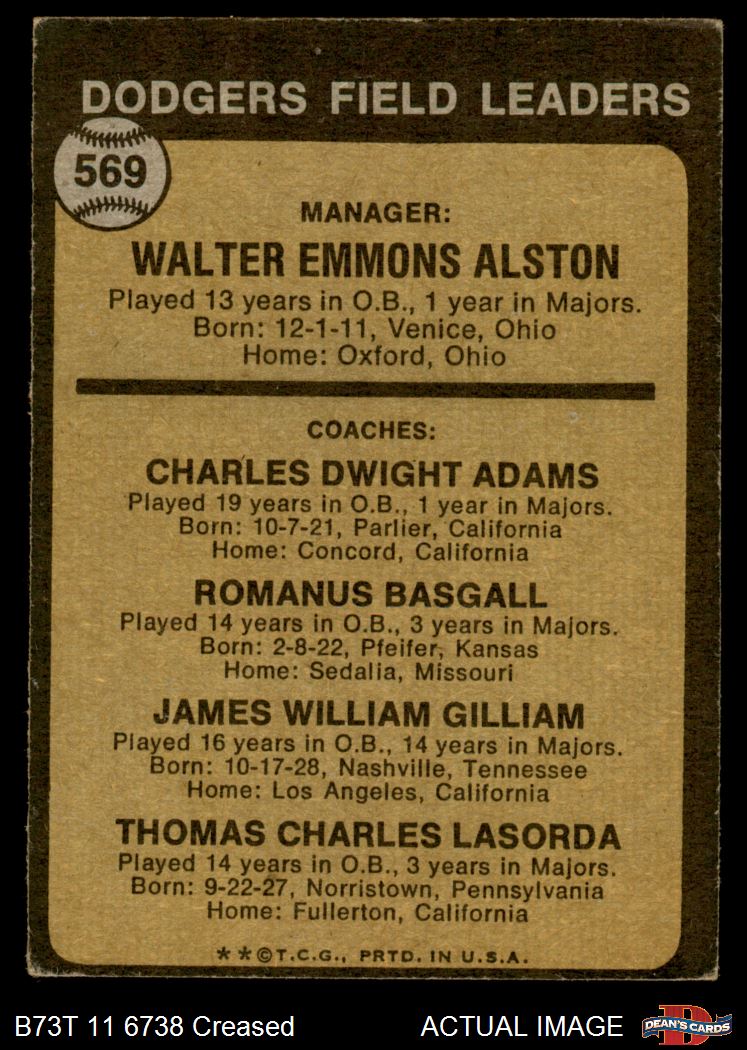 DODGERS FIELD LEADERS
569
MANAGER:
WALTER EMMONS ALSTON
Played 13 years in O.B., 1 year in Majors.
Born: 12-1-11, Venice, Ohio
Home: Oxford, Ohio
COACHES:
CHARLES DWIGHT ADAMS
Played 19 years in O.B., 1 year in Majors.
Born: 10-7-21, Parlier, California
Home: Concord, California
ROMANUS BASGALL
Played 14 years in O.B., 3 years in Majors.
Born: 2-8-22, Pfeifer, Kansas
Home: Sedalia, Missouri
JAMES WILLIAM GILLIAM
Played 16 years in O.B., 14 years in Majors.
Born: 10-17-28, Nashville, Tennessee
Home: Los Angeles, California
THOMAS CHARLES LASORDA
Played 14 years in O.B., 3 years in Majors.
Born: 9-22-27, Norristown, Pennsylvania
Home: Fullerton, California
**©T.C.G., PRTD. IN U.S.A.
B73T 11 6738 Creased ACTUAL IMAGE
D
DEAN'S CARDS